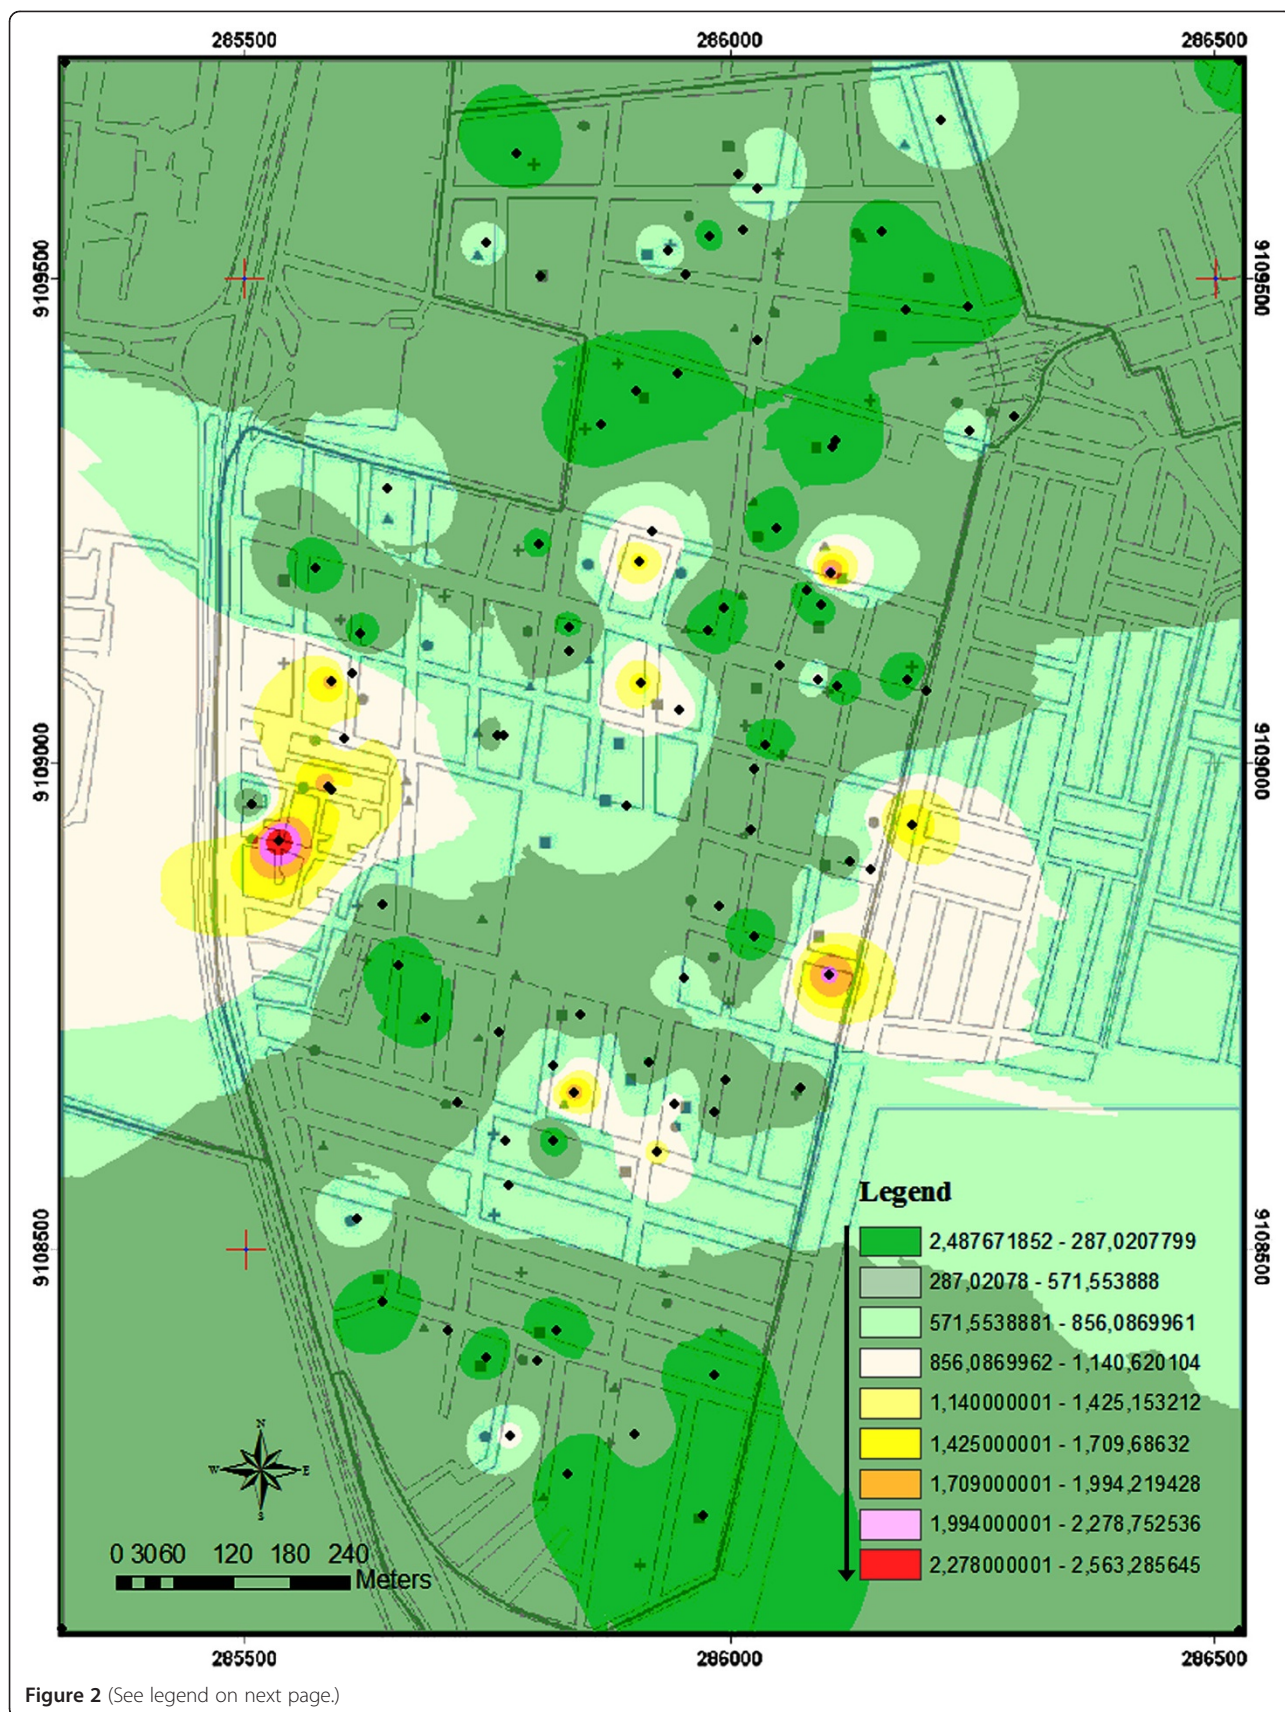 285500 286000 286500
9109500 9109500
9109000 9109000
9108500 9108500
Legend
2,487671852 - 287,0207799
287,02078 - 571,553888
571,5538881 - 856,0869961
856,0869962 - 1,140,620104
1,140000001 - 1,425,153212
1,425000001 - 1,709,68632
1,709000001 - 1,994,219428
1,994000001 - 2,278,752536
2,278000001 - 2,563,285645
N
W E
S
0 30 60 120 180 240
Meters
285500 286000 286500
Figure 2 (See legend on next page.)